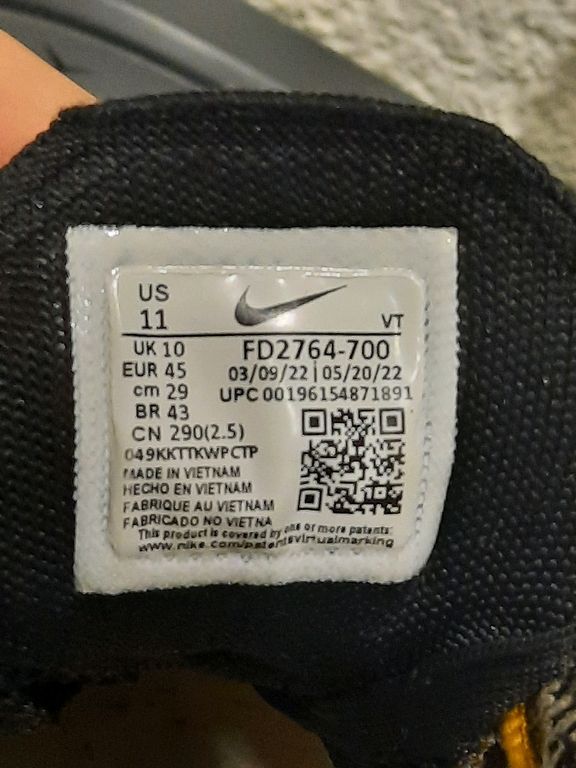 US
11
VT
UK 10
FD2764-700
EUR 45
03/09/22 | 05/20/22
cm 29
UPC 00196154871891
BR 43
CN 290(2.5)
049KKTTKWPCTP
MADE IN VIETNAM
HECHO EN VIETNAM
FABRIQUE AU VIETNAM
FABRICADO NO VIETNA
This product is covered by one or more patents:
www.nike.com/patentsvirtualmarking